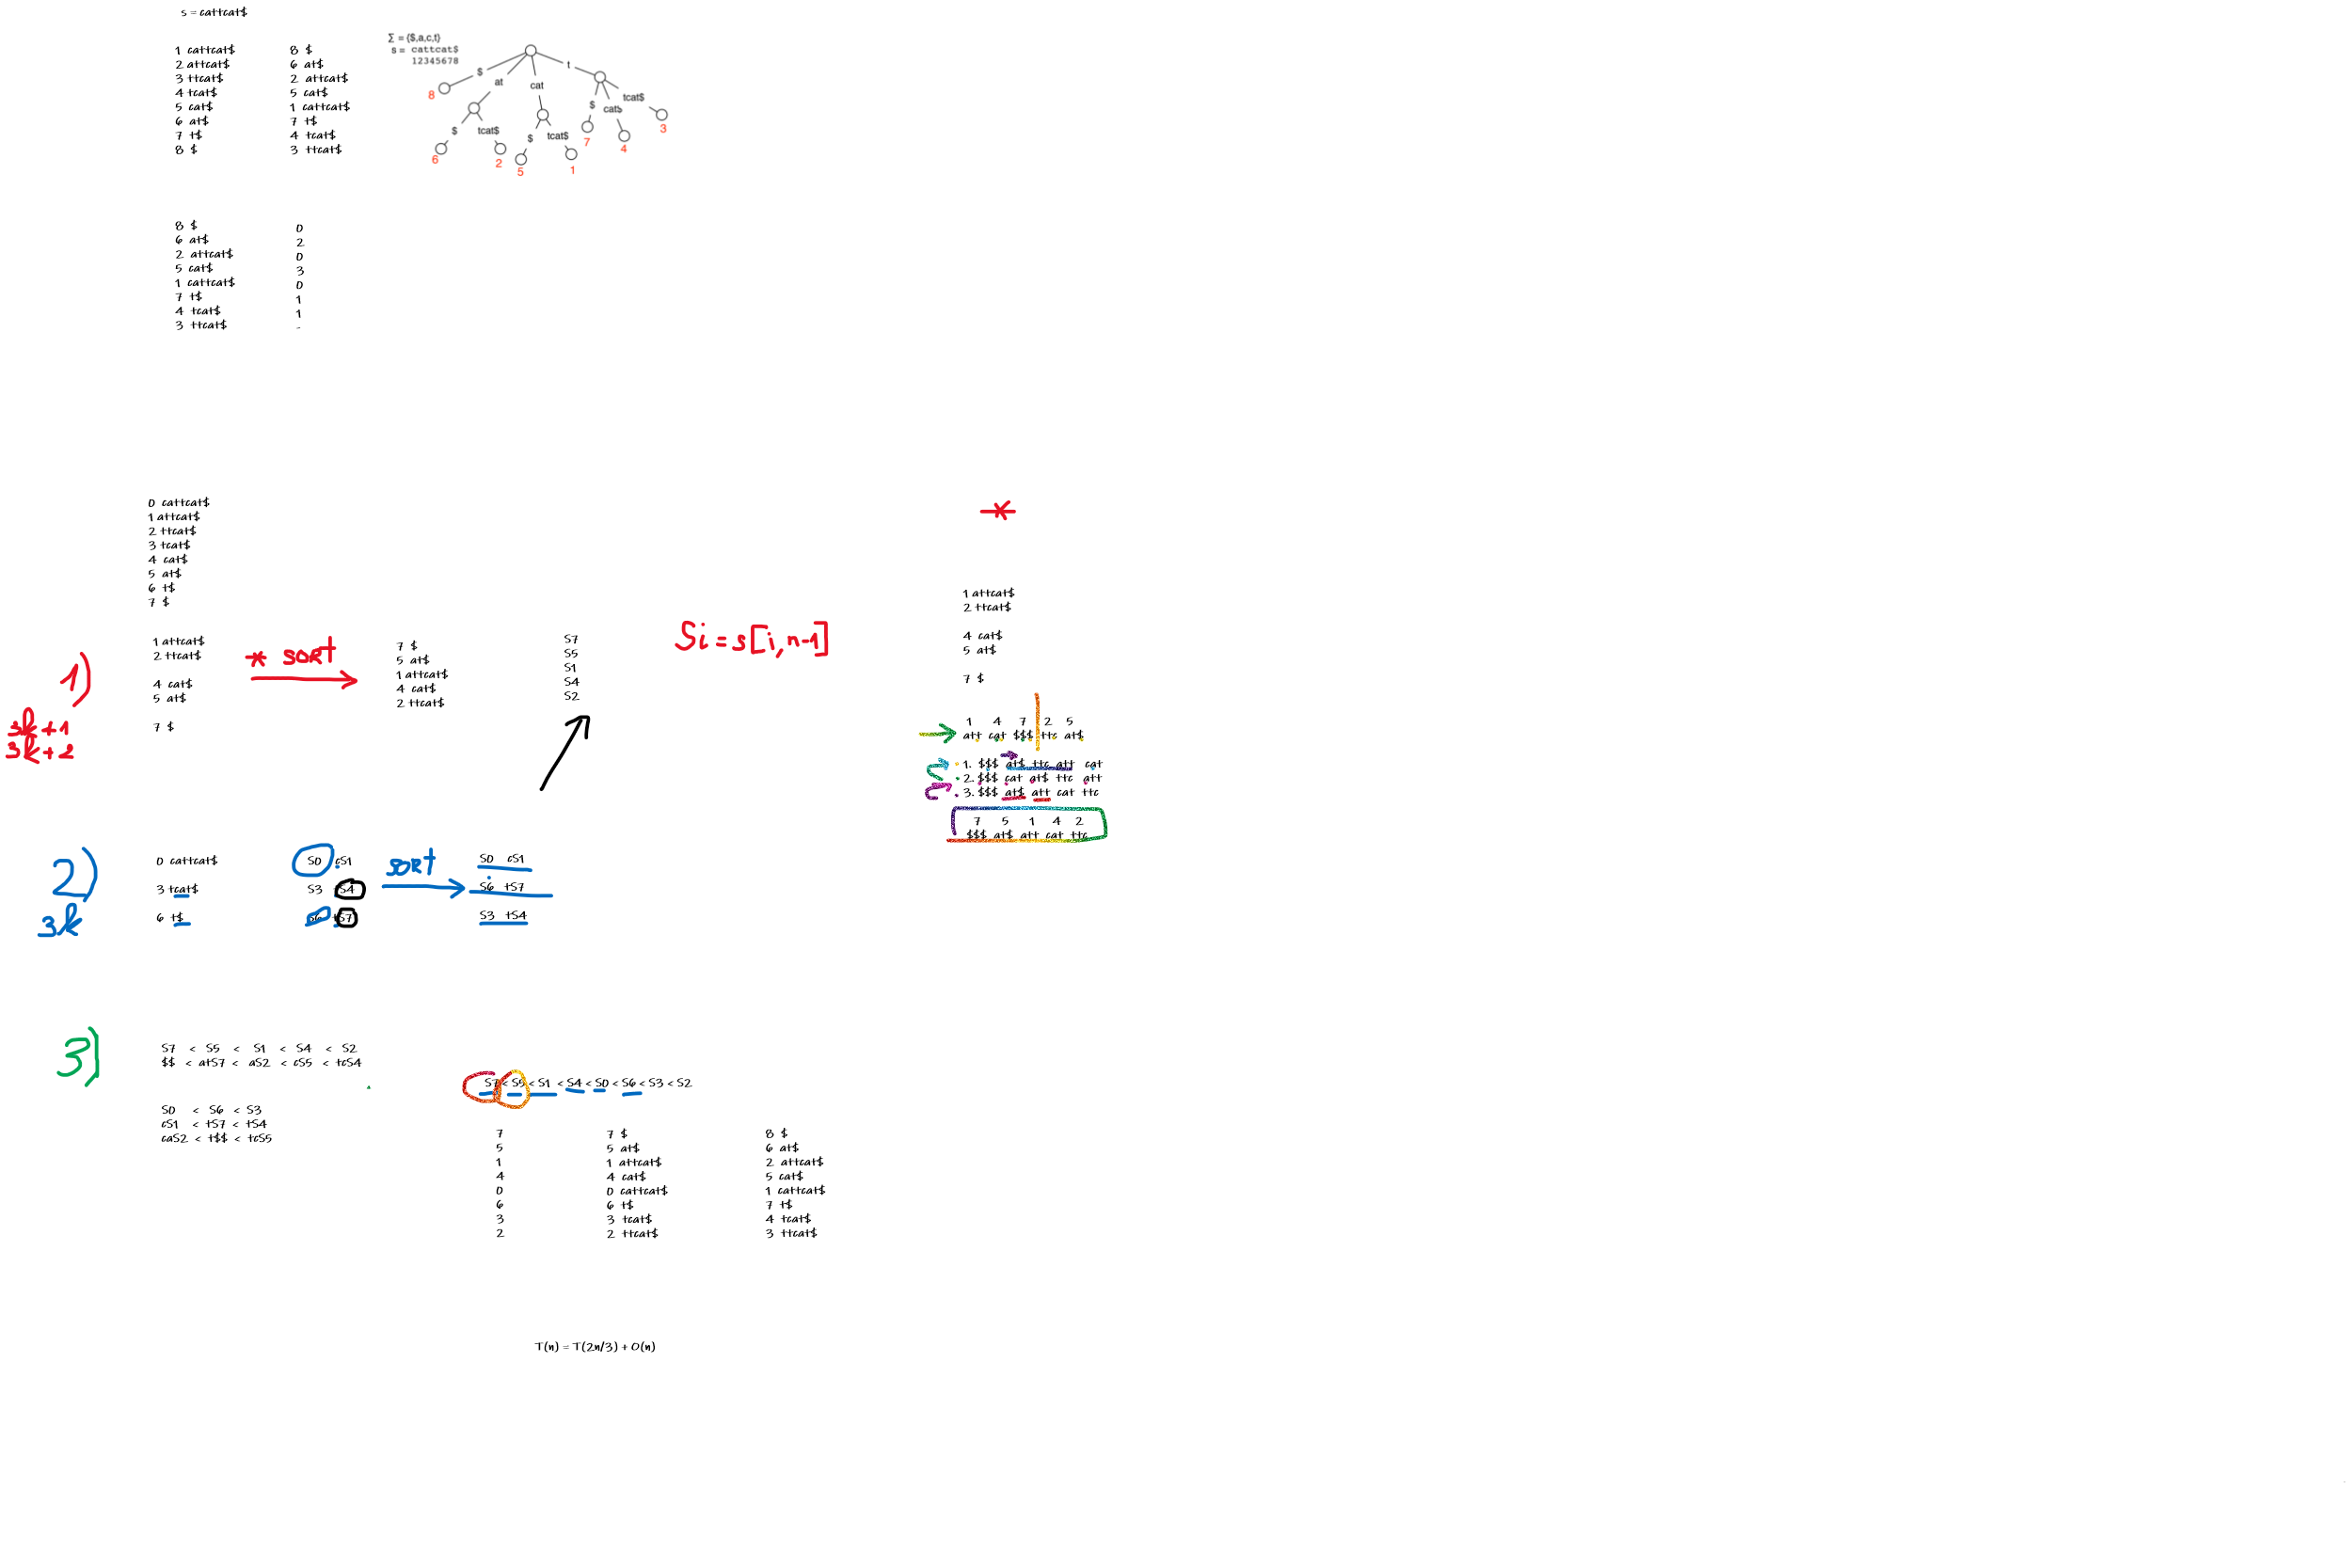 s = cattcat$
1 cattcat$
2 attcat$
3 ttcat$
4 tcat$
5 cat$
6 at$
7 t$
8 $
8 $
6 at$
2 attcat$
5 cat$
1 cattcat$
7 t$
4 tcat$
3 ttcat$
Σ = {$,a,c,t}
s = cattcat$
12345678
$
at
cat
t
8
$
tcat$
$
tcat$
$
catb
tcat$
6
2
5
1
7
4
3
8 $
6 at$
2 attcat$
5 cat$
1 cattcat$
7 t$
4 tcat$
3 ttcat$
0
2
0
3
0
1
1
-
0 cattcat$
1 attcat$
2 ttcat$
3 tcat$
4 cat$
5 at$
6 t$
7 $
1)
3k+1
3k+2
1 attcat$
2 ttcat$
4 cat$
5 at$
7 $
* sort
7 $
5 at$
1 attcat$
4 cat$
2 ttcat$
S7
S5
S1
S4
S2
Si = s[i, n-1]
*
1 attcat$
2 ttcat$
4 cat$
5 at$
7 $
1 4 7 2 5
att cat $$$ ttc at$
1. $$$ at$ ttc att cat
2. $$$ cat at$ ttc att
3. $$$ at$ att cat ttc
7 5 1 4 2
$$$ at$ att cat ttc
2)
3k
0 cattcat$
3 tcat$
6 t$
S0 cS1
S3 tS4
S6 tS7
sort
S0 cS1
S6 tS7
S3 tS4
3)
S7 < S5 < S1 < S4 < S2
$$ < atS7 < aS2 < cS5 < tcS4
S0 < S6 < S3
cS1 < tS7 < tS4
caS2 < t$$ < tcS5
S7 < S5 < S1 < S4 < S0 < S6 < S3 < S2
7
5
1
4
0
6
3
2
7 $
5 at$
1 attcat$
4 cat$
0 cattcat$
6 t$
3 tcat$
2 ttcat$
8 $
6 at$
2 attcat$
5 cat$
1 cattcat$
7 t$
4 tcat$
3 ttcat$
T(n) = T(2n/3) + O(n)